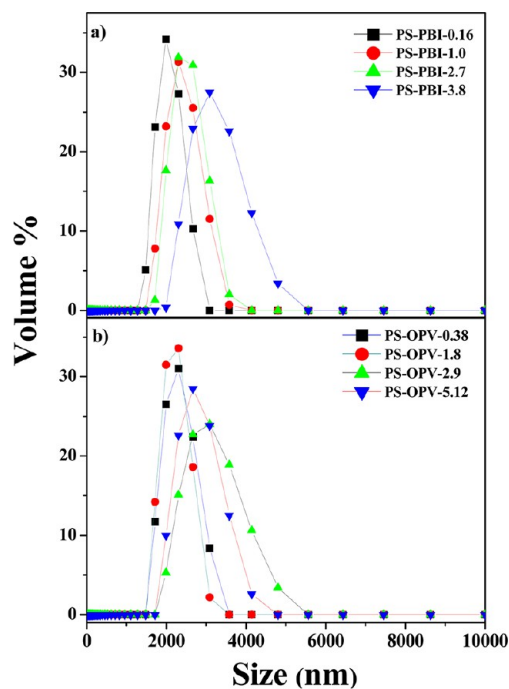 a)
PS-PBI-0.16
PS-PBI-1.0
PS-PBI-2.7
PS-PBI-3.8
30
20
10
0
Volume %
b)
PS-OPV-0.38
PS-OPV-1.8
PS-OPV-2.9
PS-OPV-5.12
30
20
10
0
0 2000 4000 6000 8000 10000
Size (nm)